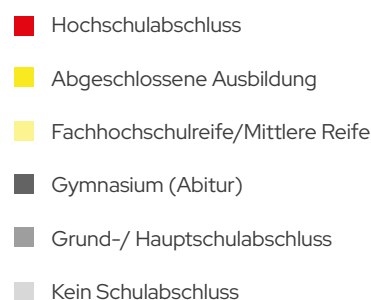 Hochschulabschluss
Abgeschlossene Ausbildung
Fachhochschulreife/Mittlere Reife
Gymnasium (Abitur)
Grund-/ Hauptschulabschluss
Kein Schulabschluss